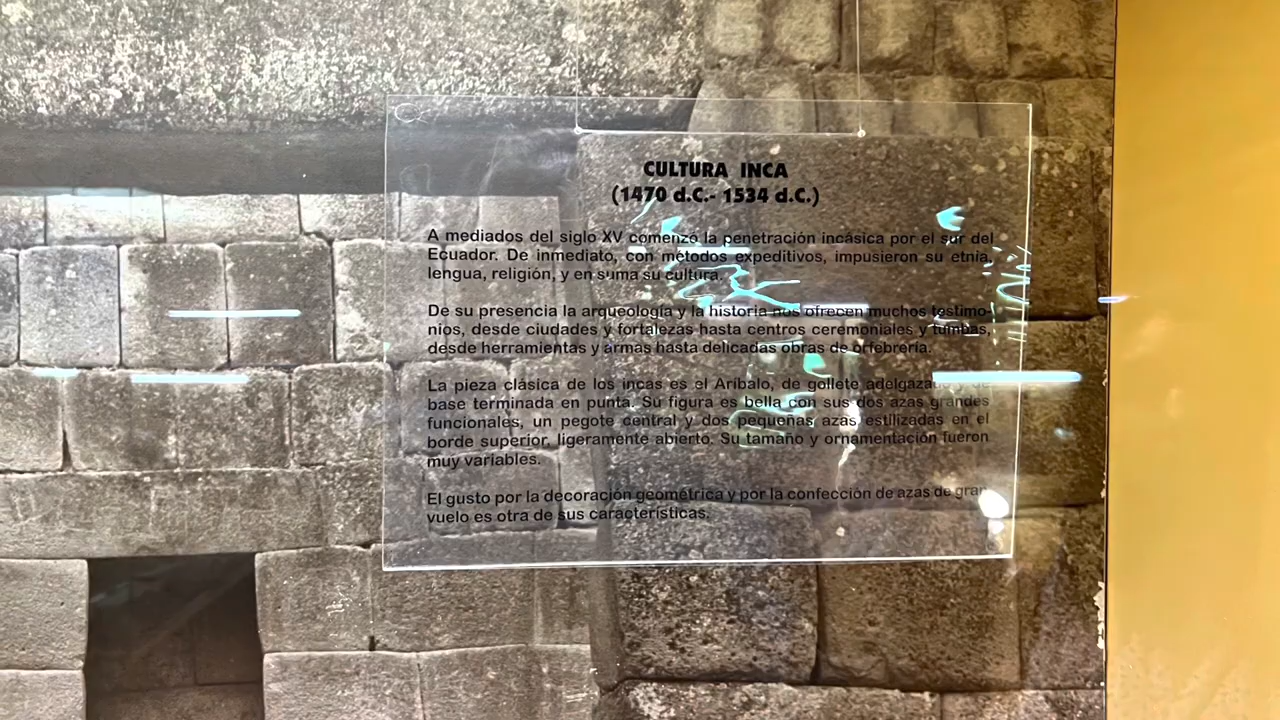 CULTURA INCA
(1470 d.C.- 1534 d.C.)
A mediados del siglo XV comenzó la penetración incásica por el sur del
Ecuador. De inmediato, con métodos expeditivos, impusieron su etnia,
lengua, religión, y en suma su cultura.
De su presencia la arqueología y la historia nos ofrecen muchos testimo-
nios, desde ciudades y fortalezas hasta centros ceremoniales y tumbas,
desde herramientas y armas hasta delicadas obras de orfebrería.
La pieza clásica de los incas es el Aríbalo, de gollete adelgazado y de
base terminada en punta. Su figura es bella con sus dos azas grandes
funcionales, un pegote central y dos pequeñas azas estilizadas en el
borde superior, ligeramente abierto. Su tamaño y ornamentación fueron
muy variables.
El gusto por la decoración geométrica y por la confección de azas de gran
vuelo es otra de sus características.